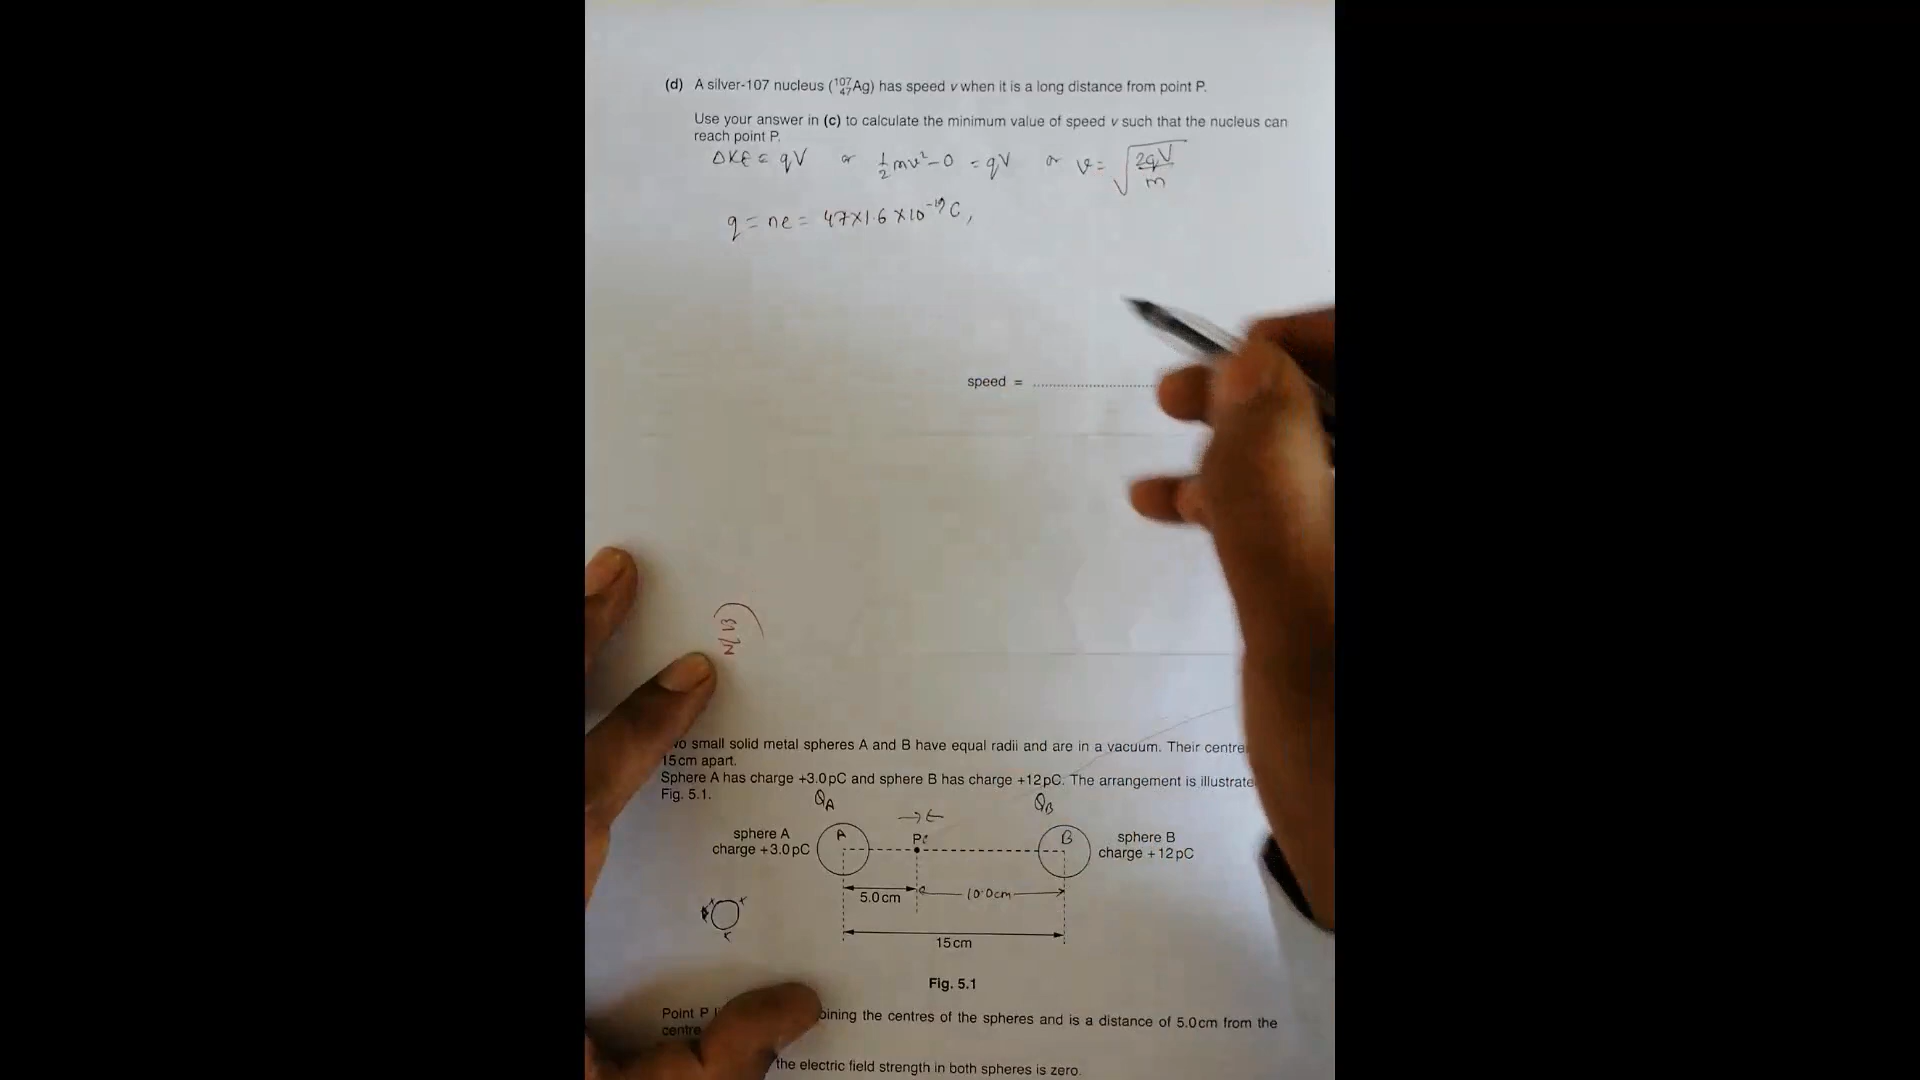 (d) A silver-107 nucleus (¹⁰⁷₄₇Ag) has speed v when it is a long distance from point P.
Use your answer in (c) to calculate the minimum value of speed v such that the nucleus can
reach point P.
ΔKE = qV or ½mv² – 0 = qV or v = √(2qV/m)
q = ne = 47×1.6×10⁻¹⁹C,
speed = ........................
N/13
wo small solid metal spheres A and B have equal radii and are in a vacuum. Their centre
15cm apart.
Sphere A has charge +3.0pC and sphere B has charge +12pC. The arrangement is illustrate
Fig. 5.1.
Q_A Q_B
sphere A
charge +3.0pC
A
P
B
sphere B
charge +12pC
5.0cm
10.0cm
15cm
Fig. 5.1
Point P oining the centres of the spheres and is a distance of 5.0cm from the
centre
the electric field strength in both spheres is zero.